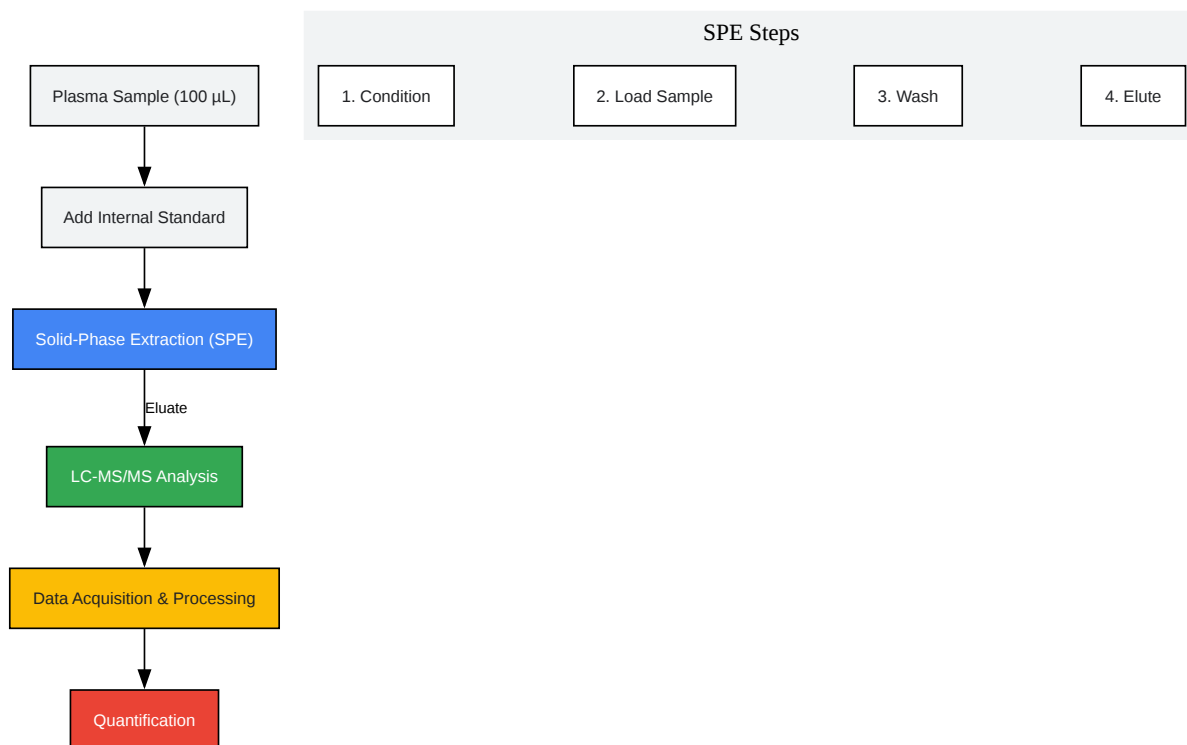 SPE Steps
Plasma Sample (100 µL)
1. Condition
2. Load Sample
3. Wash
4. Elute
Add Internal Standard
Solid-Phase Extraction (SPE)
Eluate
LC-MS/MS Analysis
Data Acquisition & Processing
Quantification